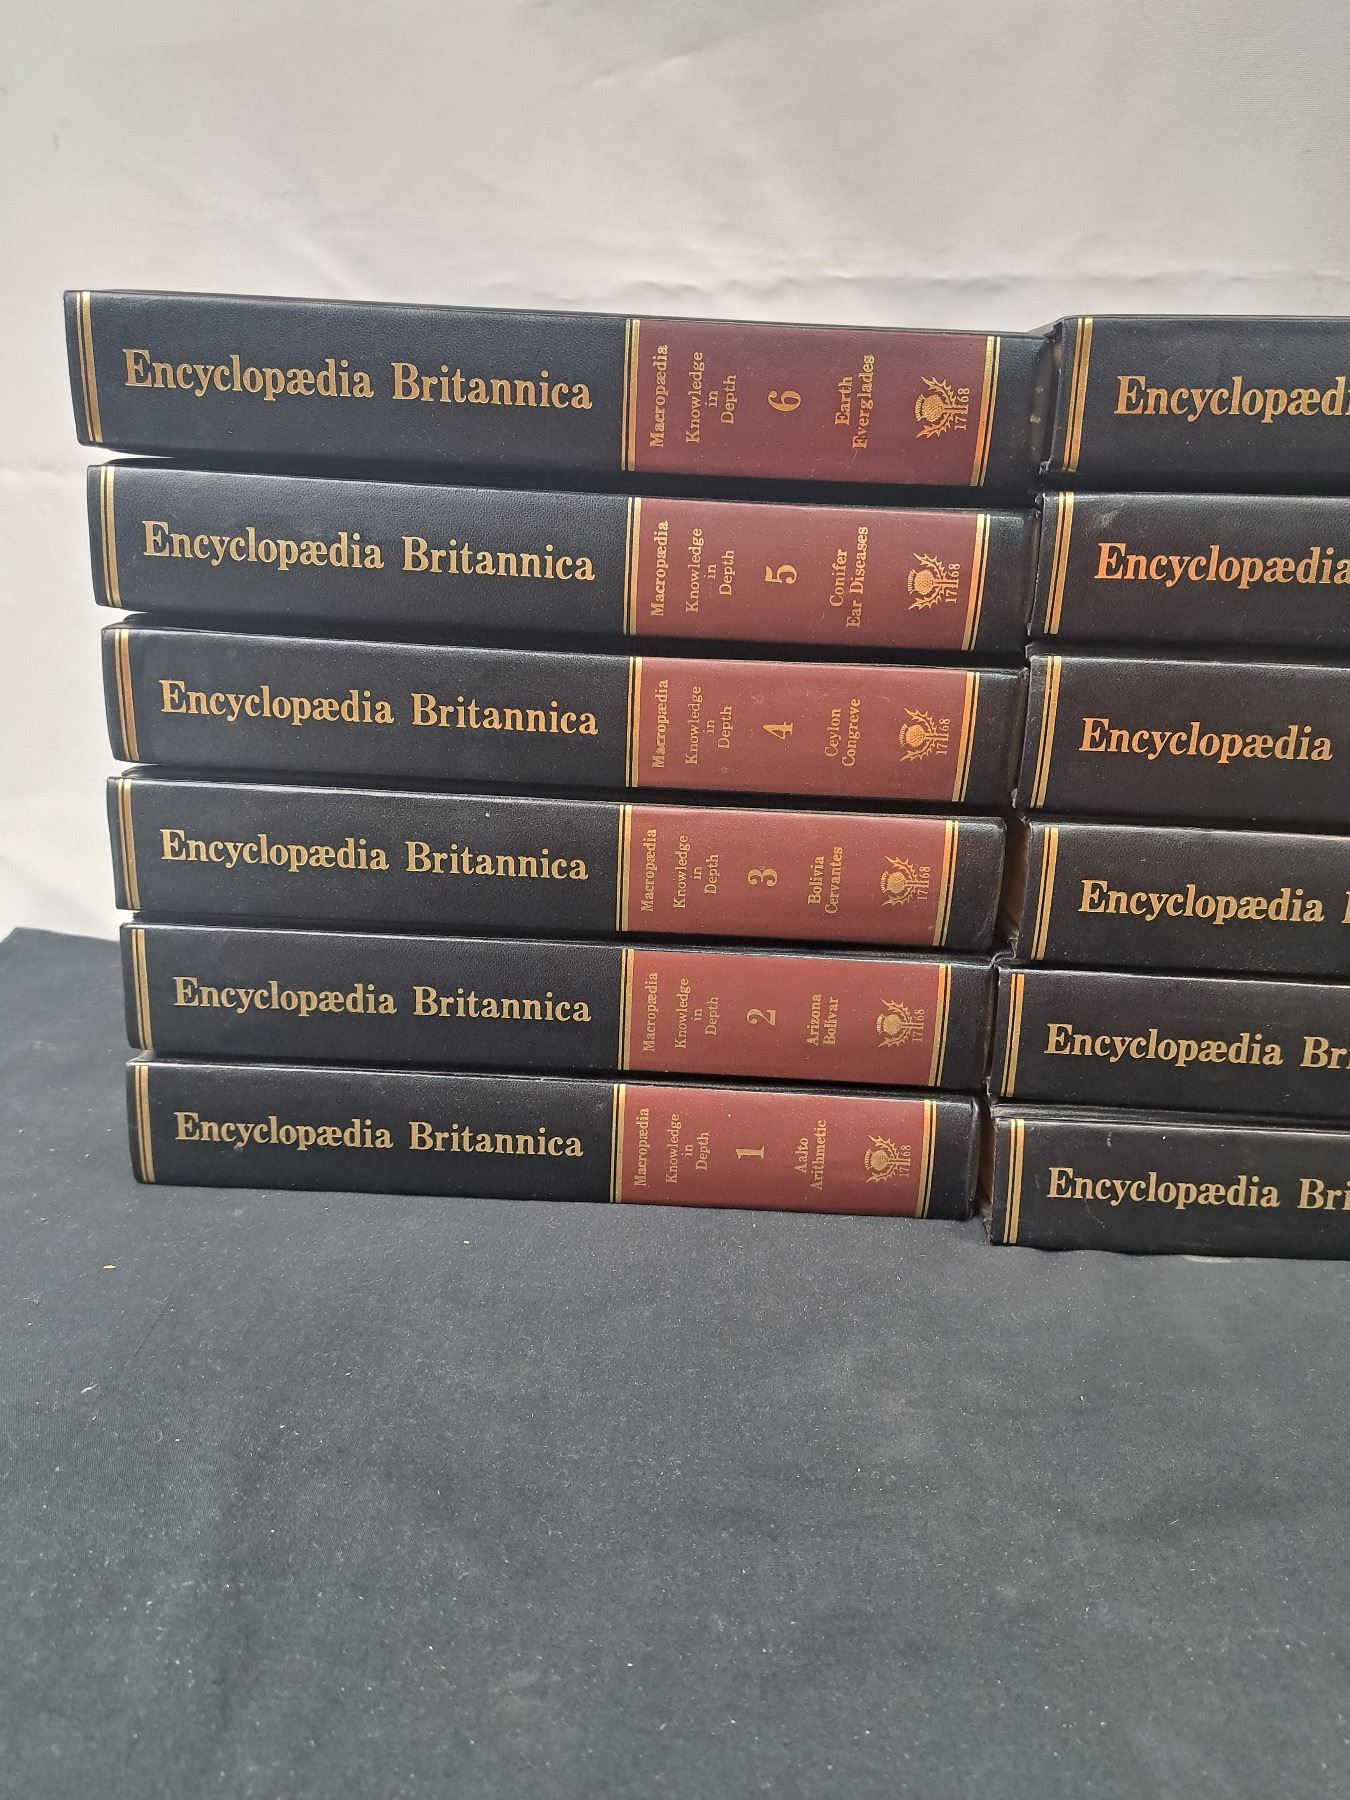 Encyclopædia Britannica
Macropædia
Knowledge
in
Depth
6
Earth
Everglades
1768
Encyclopædi
Encyclopædia Britannica
Macropædia
Knowledge
in
Depth
5
Conifer
Ear Diseases
1768
Encyclopædia
Encyclopædia Britannica
Macropædia
Knowledge
in
Depth
4
Ceylon
Congreve
1768
Encyclopædia
Encyclopædia Britannica
Macropædia
Knowledge
in
Depth
3
Bolivia
Cervantes
1768
Encyclopædia
Encyclopædia Britannica
Macropædia
Knowledge
in
Depth
2
Arizona
Bolívar
1768
Encyclopædia Br
Encyclopædia Britannica
Macropædia
Knowledge
in
Depth
1
Aalto
Arithmetic
1768
Encyclopædia Bri